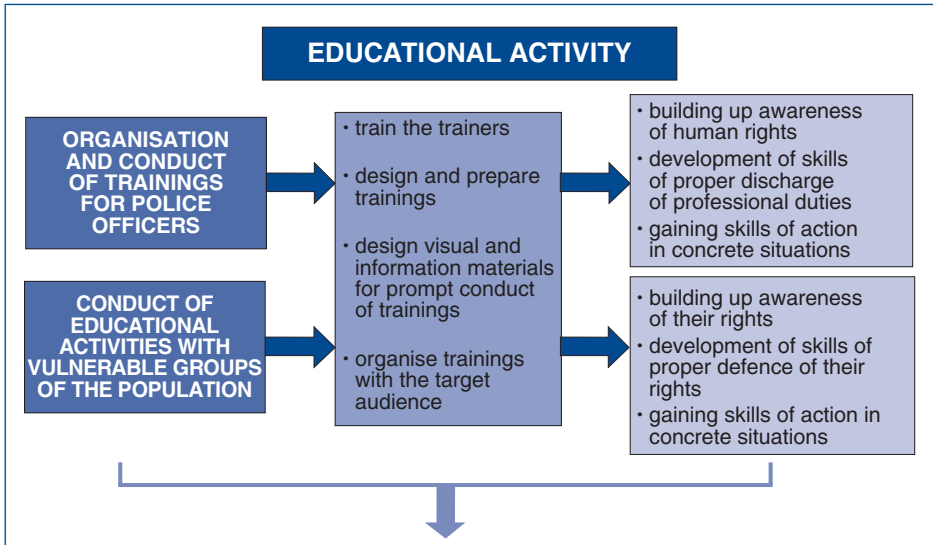 EDUCATIONAL ACTIVITY
ORGANISATION
AND CONDUCT
OF TRAININGS
FOR POLICE
OFFICERS
CONDUCT OF
EDUCATIONAL
ACTIVITIES WITH
VULNERABLE GROUPS
OF THE POPULATION
· train the trainers
· design and prepare
trainings
· design visual and
information materials
for prompt conduct
of trainings
· organise trainings
with the target
audience
· building up awareness
of human rights
· development of skills
of proper discharge
of professional duties
· gaining skills of action
in concrete situations
· building up awareness
of their rights
· development of skills of
proper defence of their
rights
· gaining skills of action in
concrete situations